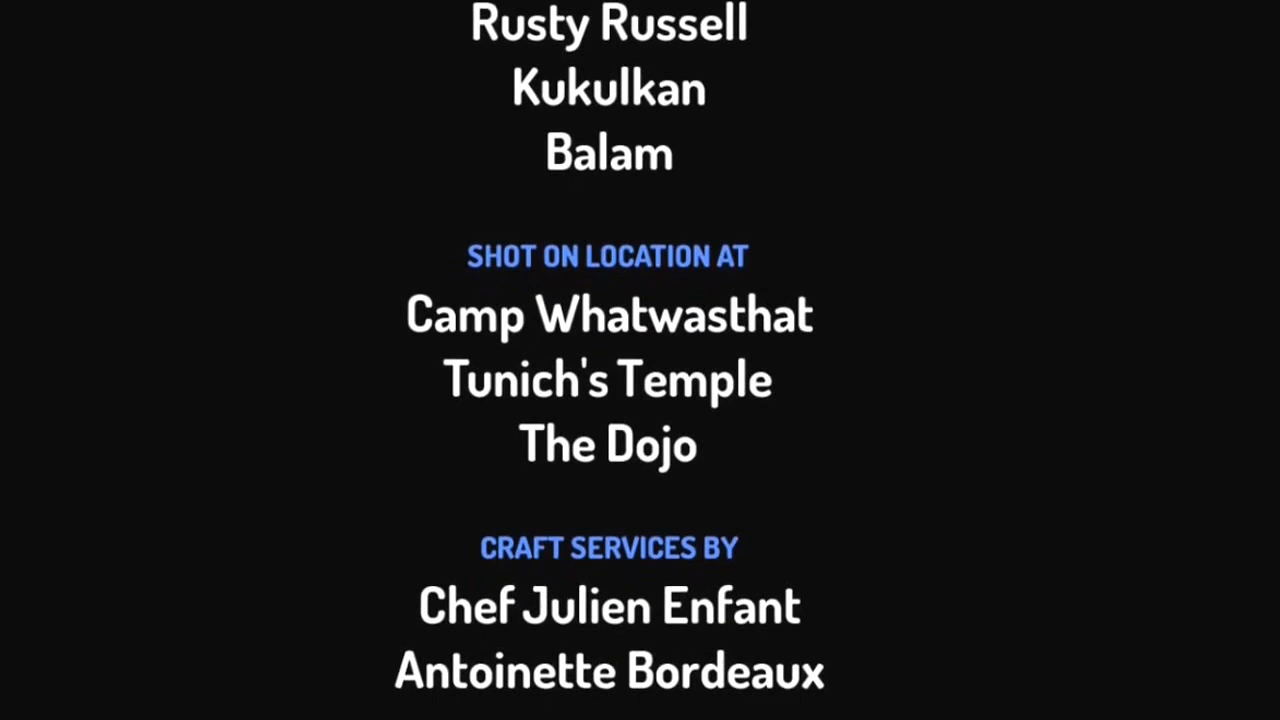 Rusty Russell
Kukulkan
Balam
SHOT ON LOCATION AT
Camp Whatwasthat
Tunich's Temple
The Dojo
CRAFT SERVICES BY
Chef Julien Enfant
Antoinette Bordeaux